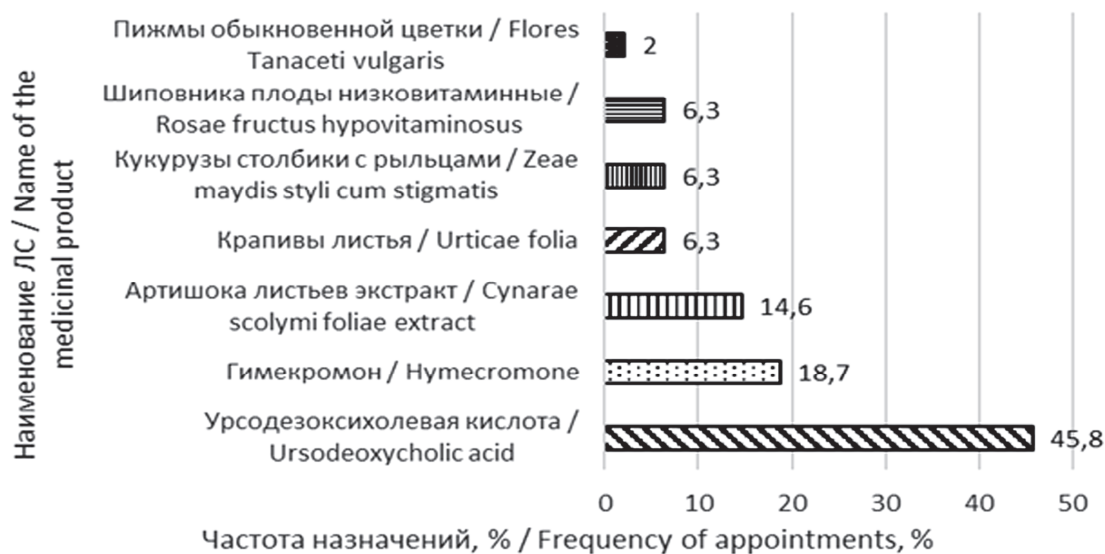 Наименование ЛС / Name of the
medicinal product
Пижмы обыкновенной цветки / Flores
Tanaceti vulgaris
2
Шиповника плоды низковитаминные /
Rosae fructus hypovitaminosus
6,3
Кукурузы столбики с рыльцами / Zeae
maydis styli cum stigmatis
6,3
Крапивы листья / Urticae folia
6,3
Артишока листьев экстракт / Cynarae
scolymi foliae extract
14,6
Гимекромон / Hymecromone
18,7
Урсодезоксихолевая кислота /
Ursodeoxycholic acid
45,8
0 10 20 30 40 50
Частота назначений, % / Frequency of appointments, %